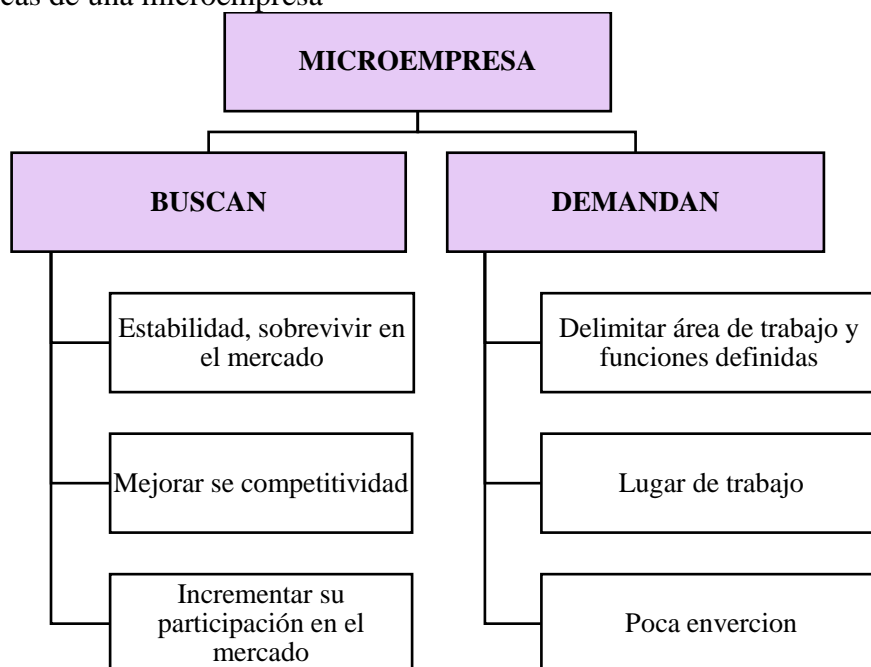 cas de una microempresa
MICROEMPRESA
BUSCAN
DEMANDAN
Estabilidad, sobrevivir en
el mercado
Mejorar se competitividad
Incrementar su
participación en el
mercado
Delimitar área de trabajo y
funciones definidas
Lugar de trabajo
Poca envercion